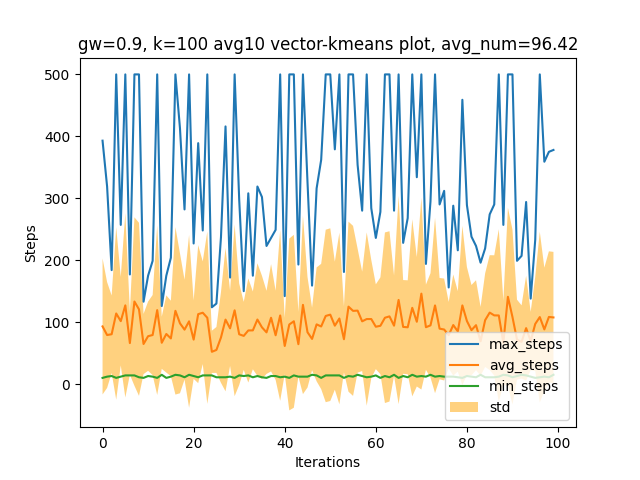 gw=0.9, k=100 avg10 vector-kmeans plot, avg_num=96.42
500
400
300
200
100
0
Steps
0
20
40
60
80
100
Iterations
max_steps
avg_steps
min_steps
std